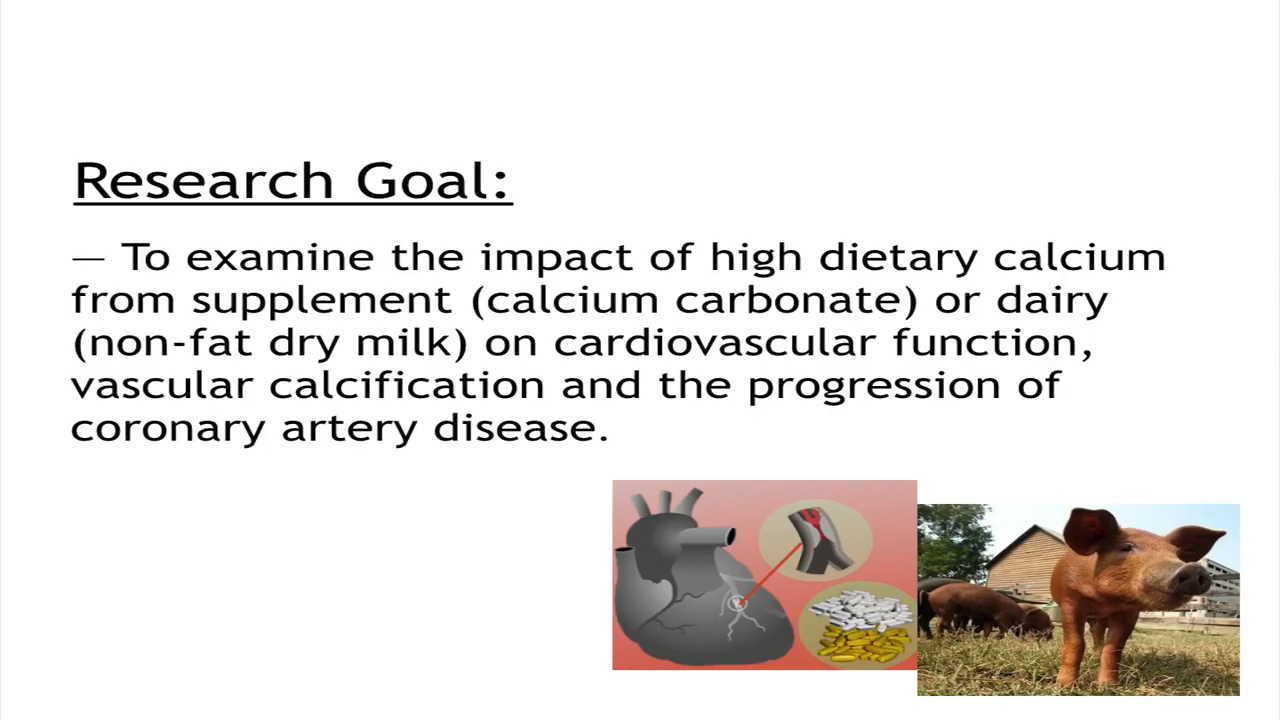 Research Goal:
— To examine the impact of high dietary calcium
from supplement (calcium carbonate) or dairy
(non-fat dry milk) on cardiovascular function,
vascular calcification and the progression of
coronary artery disease.